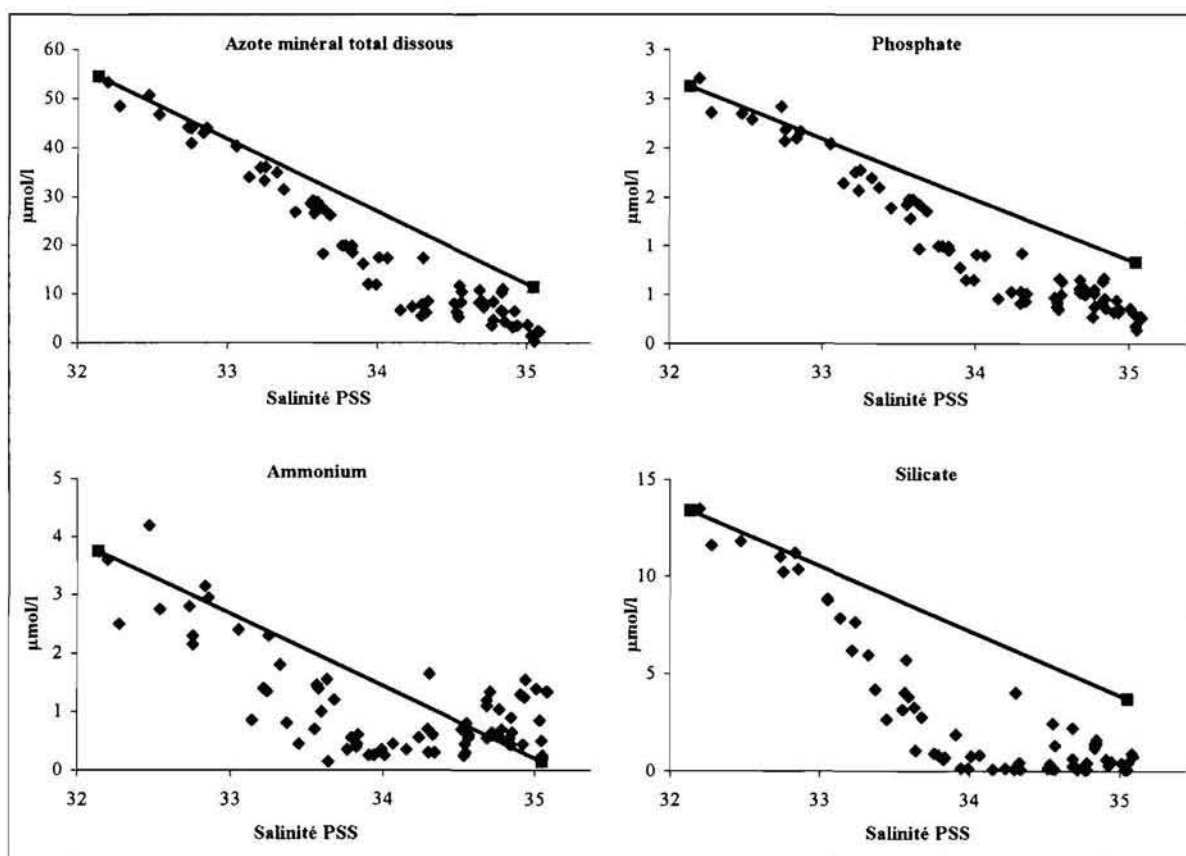 Azote minéral total dissous
60
50
40
30
20
10
0
µmol/l
32 33 34 35
Salinité PSS
Phosphate
3
3
2
2
1
1
0
µmol/l
32 33 34 35
Salinité PSS
Ammonium
5
4
3
2
1
0
µmol/l
32 33 34 35
Salinité PSS
Silicate
15
10
5
0
µmol/l
32 33 34 35
Salinité PSS